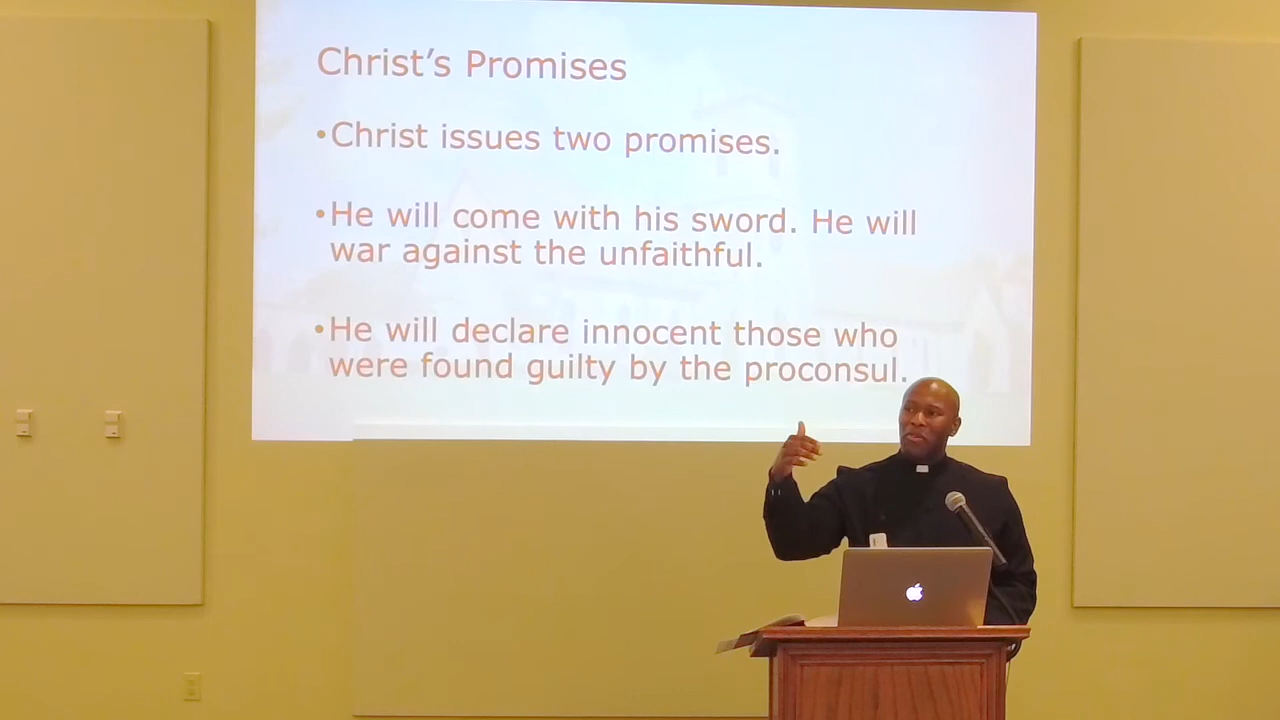 Christ's Promises
•Christ issues two promises.
•He will come with his sword. He will
war against the unfaithful.
•He will declare innocent those who
were found guilty by the proconsul.